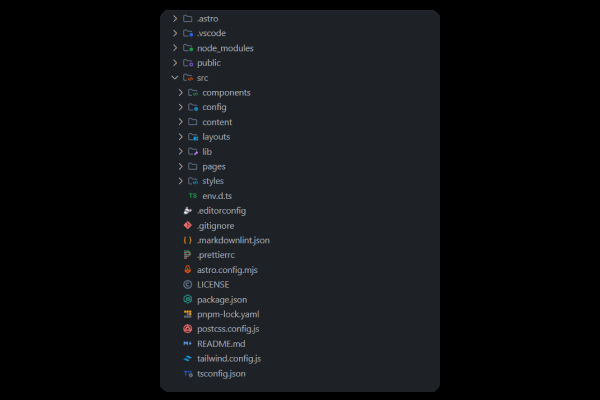 .astro
.vscode
node_modules
public
src
components
config
content
layouts
lib
pages
styles
TS env.d.ts
.editorconfig
.gitignore
{ } .markdownlint.json
.prettierrc
astro.config.mjs
LICENSE
package.json
pnpm-lock.yaml
postcss.config.js
M↓ README.md
tailwind.config.js
TS tsconfig.json